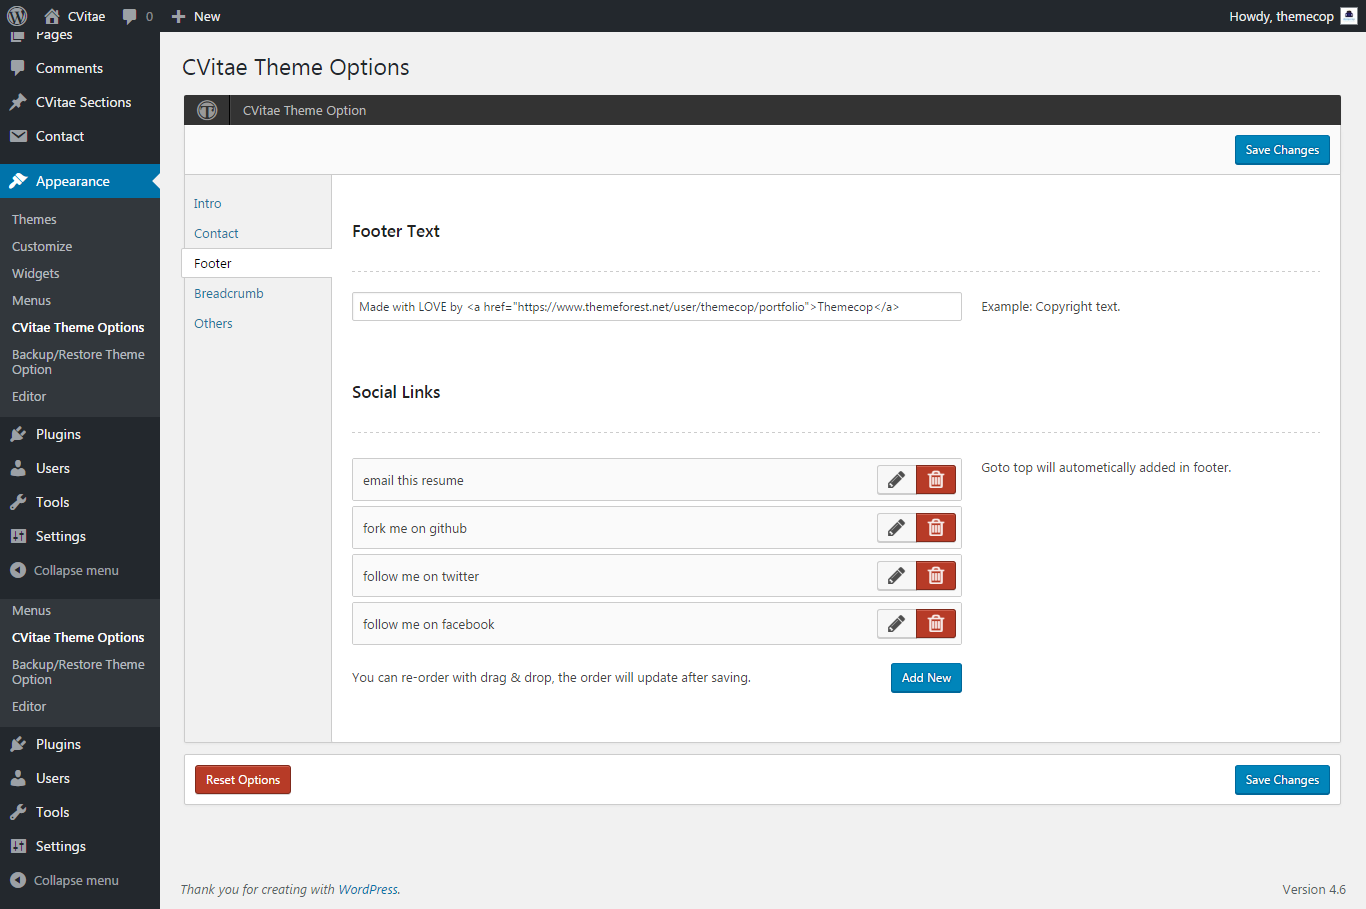 CVitae
0
New
Howdy, themecop
Pages
Comments
CVitae Sections
Contact
Appearance
Themes
Customize
Widgets
Menus
CVitae Theme Options
Backup/Restore Theme
Option
Editor
Plugins
Users
Tools
Settings
Collapse menu
Menus
CVitae Theme Options
Backup/Restore Theme
Option
Editor
Plugins
Users
Tools
Settings
Collapse menu
CVitae Theme Options
CVitae Theme Option
Save Changes
Intro
Contact
Footer
Breadcrumb
Others
Footer Text
Made with LOVE by <a href="https://www.themeforest.net/user/themecop/portfolio">Themecop</a>
Example: Copyright text.
Social Links
email this resume
Goto top will autometically added in footer.
fork me on github
follow me on twitter
follow me on facebook
You can re-order with drag & drop, the order will update after saving.
Add New
Reset Options
Save Changes
Thank you for creating with WordPress.
Version 4.6